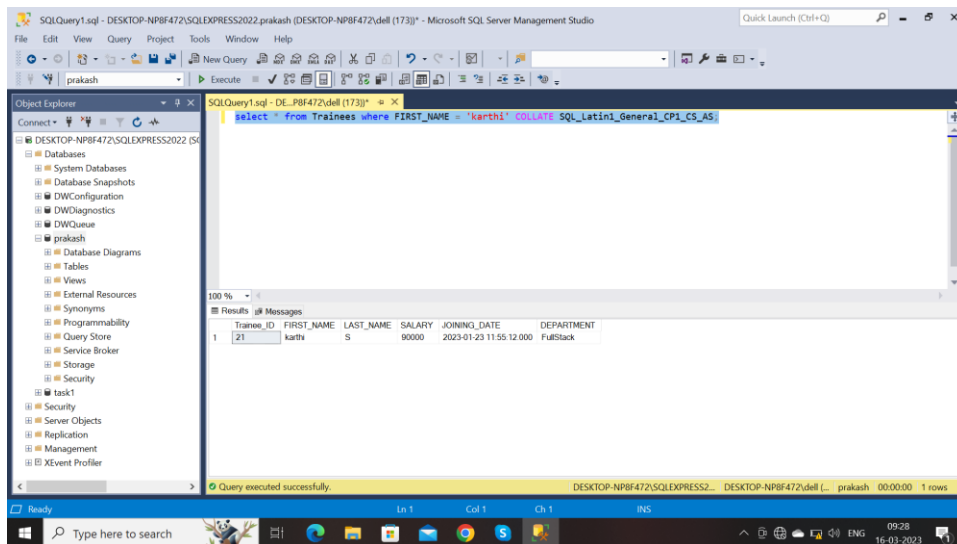 SQLQuery1.sql - DESKTOP-NP8F472\SQLEXPRESS2022.prakash (DESKTOP-NP8F472\dell (173))* - Microsoft SQL Server Management Studio
Quick Launch (Ctrl+Q)
File Edit View Query Project Tools Window Help
New Query
prakash
Execute
Object Explorer
SQLQuery1.sql - DE...P8F472\dell (173))*
Connect
select * from Trainees where FIRST_NAME = 'karthi' COLLATE SQL_Latin1_General_CP1_CS_AS;
DESKTOP-NP8F472\SQLEXPRESS2022 (S
Databases
System Databases
Database Snapshots
DWConfiguration
DWDiagnostics
DWQueue
prakash
Database Diagrams
Tables
Views
External Resources
Synonyms
Programmability
Query Store
Service Broker
Storage
Security
task1
Security
Server Objects
Replication
Management
XEvent Profiler
100 %
Results Messages
Trainee_ID FIRST_NAME LAST_NAME SALARY JOINING_DATE DEPARTMENT
1 21 karthi S 90000 2023-01-23 11:55:12.000 FullStack
Query executed successfully.
DESKTOP-NP8F472\SQLEXPRESS2... DESKTOP-NP8F472\dell (... prakash 00:00:00 1 rows
Ready Ln 1 Col 1 Ch 1 INS
Type here to search
ENG
09:28
16-03-2023